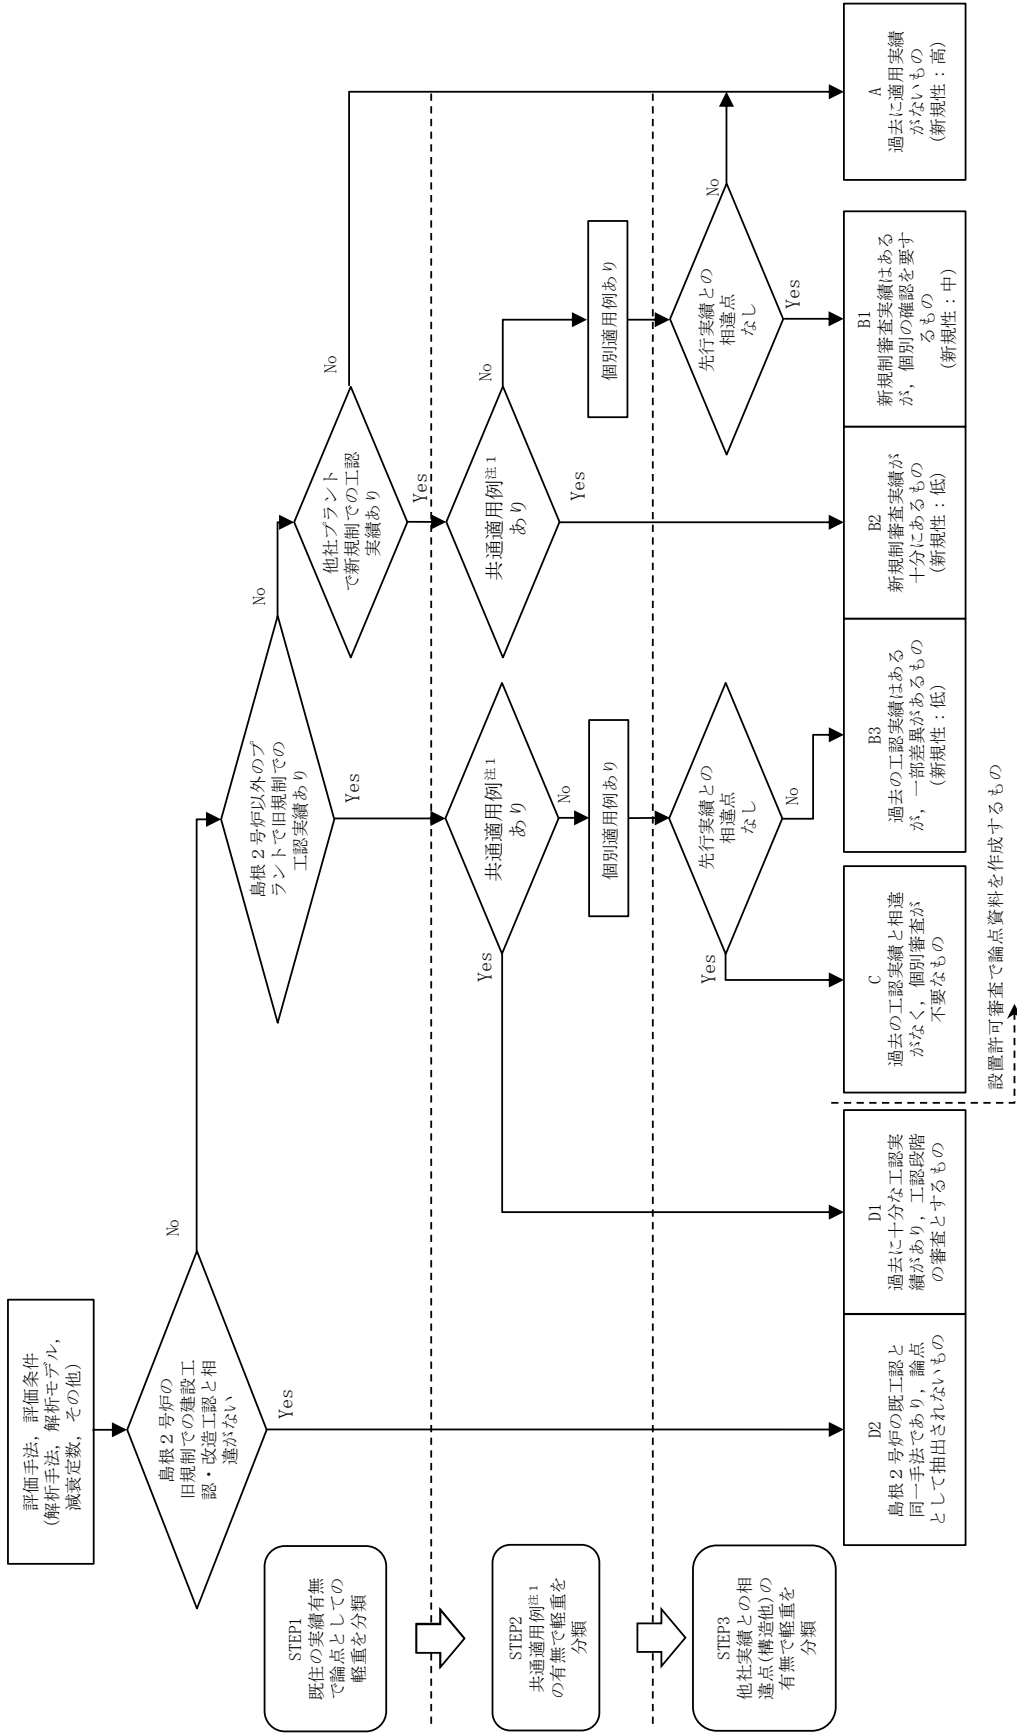 評価手法，評価条件
(解析手法，解析モデル，
減衰定数，その他)
島根２号炉の
旧規制での建設工
認・改造工認と相
違がない
No
Yes
島根２号炉以外のプ
ラントで旧規制での
工認実績あり
No
Yes
他社プラント
で新規制での工認
実績あり
No
Yes
STEP1
既住の実績有無
で論点としての
軽重を分類
共通適用例注１
あり
Yes
No
個別適用例あり
共通適用例注１
あり
Yes
No
個別適用例あり
STEP2
共通適用例注１
の有無で軽重を
分類
先行実績との
相違点
なし
Yes
No
先行実績との
相違点
なし
Yes
No
STEP3
他社実績との相
違点(構造他)の
有無で軽重を
分類
D2
島根２号炉の既工認と
同一手法であり，論点
として抽出されないもの
D1
過去に十分な工認実
績があり，工認段階
の審査とするもの
C
過去の工認実績と相違
がなく，個別審査が
不要なもの
B3
過去の工認実績はある
が，一部差異があるもの
(新規性：低)
B2
新規制審査実績が
十分にあるもの
(新規性：低)
B1
新規制審査実績はある
が，個別の確認を要す
るもの
(新規性：中)
A
過去に適用実績
がないもの
(新規性：高)
設置許可審査で論点資料を作成するもの